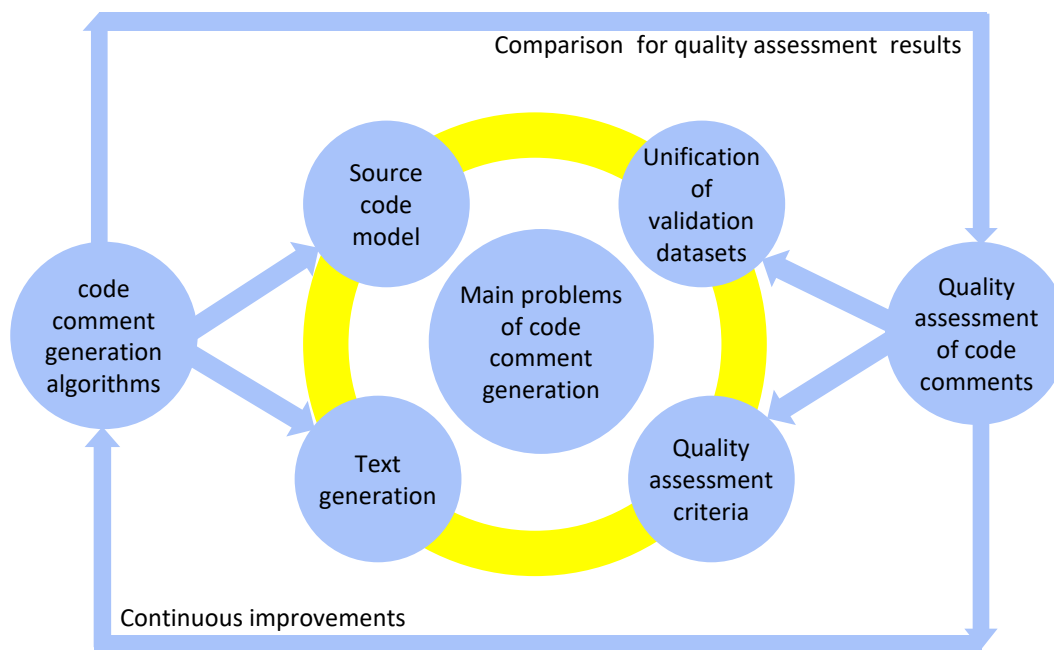 Comparison for quality assessment results
Source
code
model
Unification
of
validation
datasets
code
comment
generation
algorithms
Main problems
of code
comment
generation
Quality
assessment
of code
comments
Text
generation
Quality
assessment
criteria
Continuous improvements